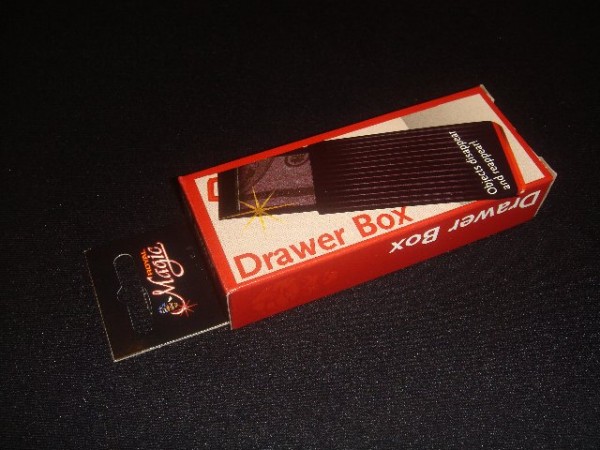 Objects disappear
and reappear!
Drawer Box
Drawer Box
Magic